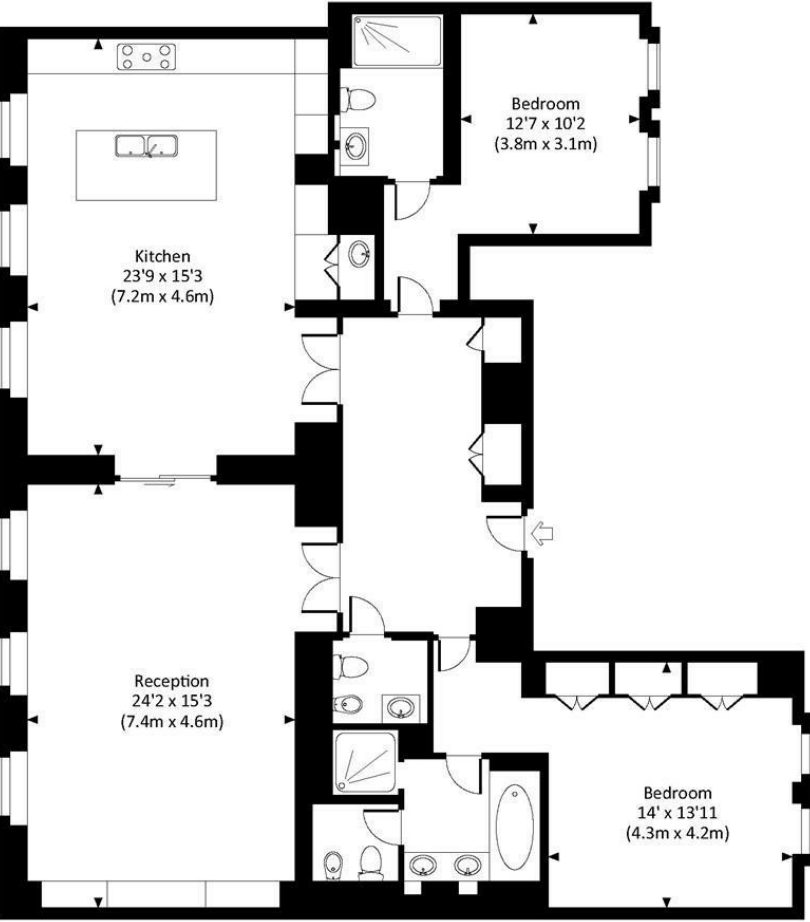 Bedroom
12'7 x 10'2
(3.8m x 3.1m)
Kitchen
23'9 x 15'3
(7.2m x 4.6m)
Reception
24'2 x 15'3
(7.4m x 4.6m)
Bedroom
14' x 13'11
(4.3m x 4.2m)